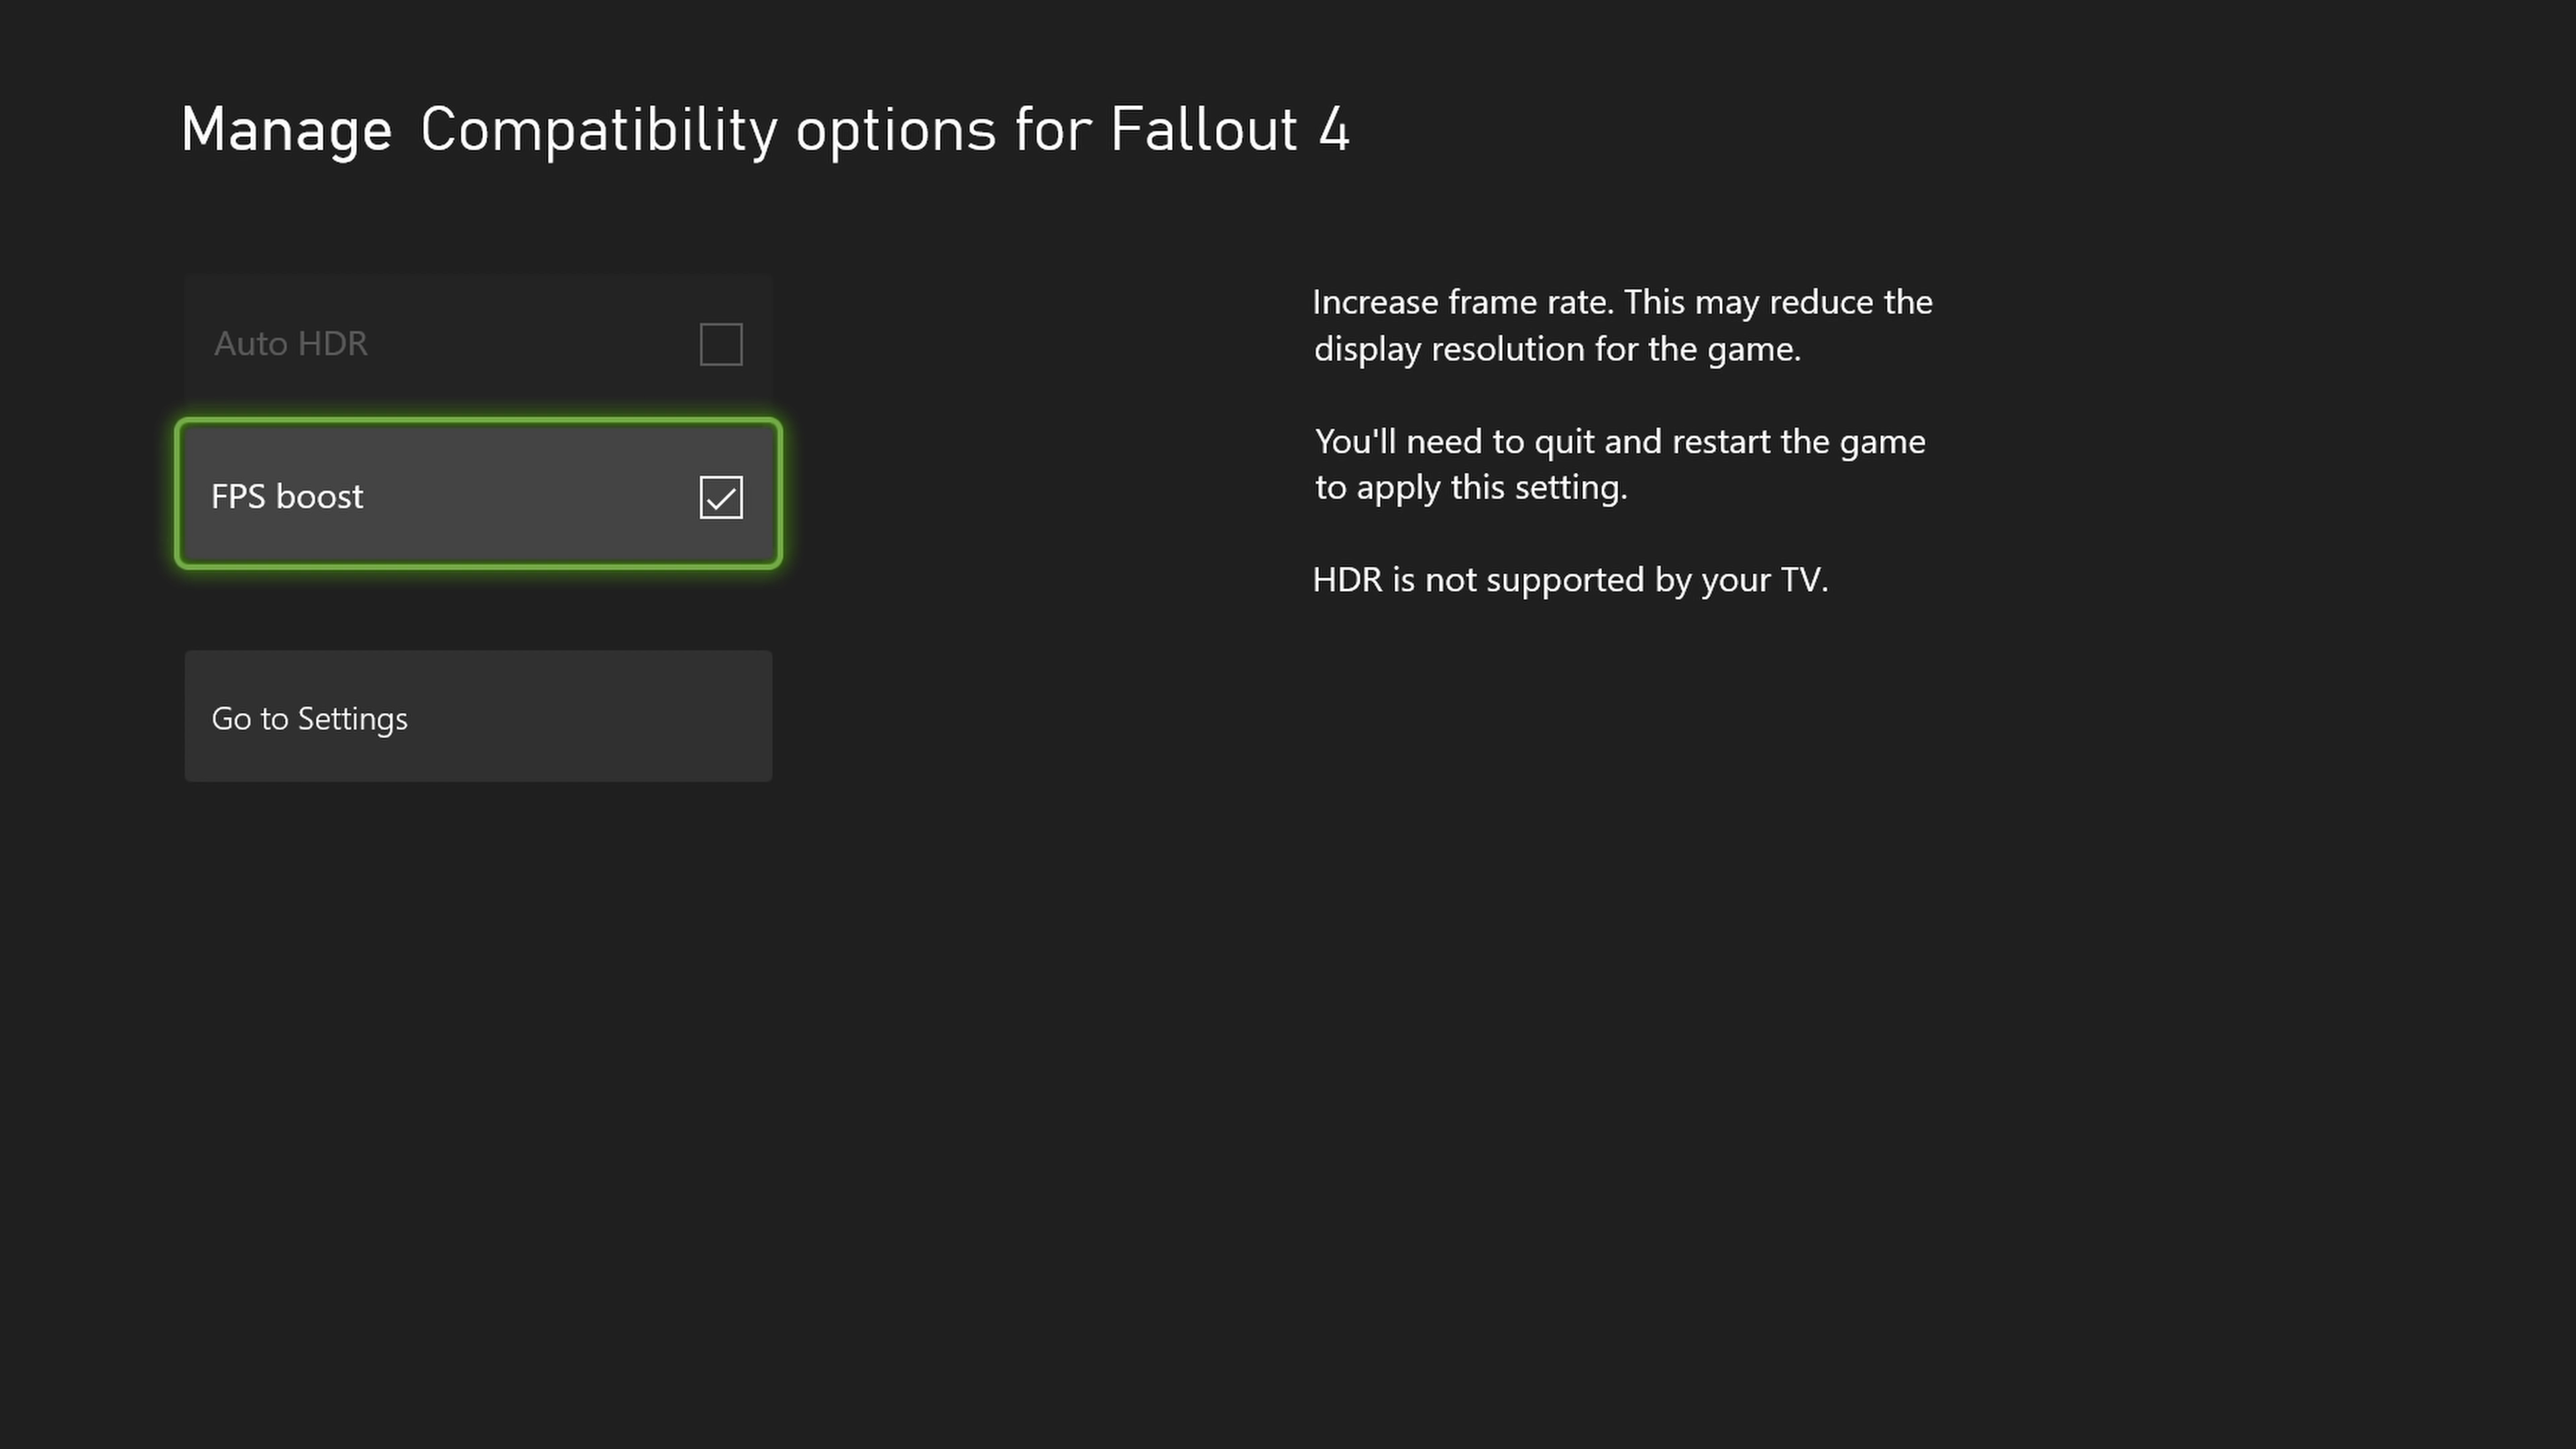 Manage Compatibility options for Fallout 4
Auto HDR
FPS boost
Go to Settings
Increase frame rate. This may reduce the
display resolution for the game.
You'll need to quit and restart the game
to apply this setting.
HDR is not supported by your TV.